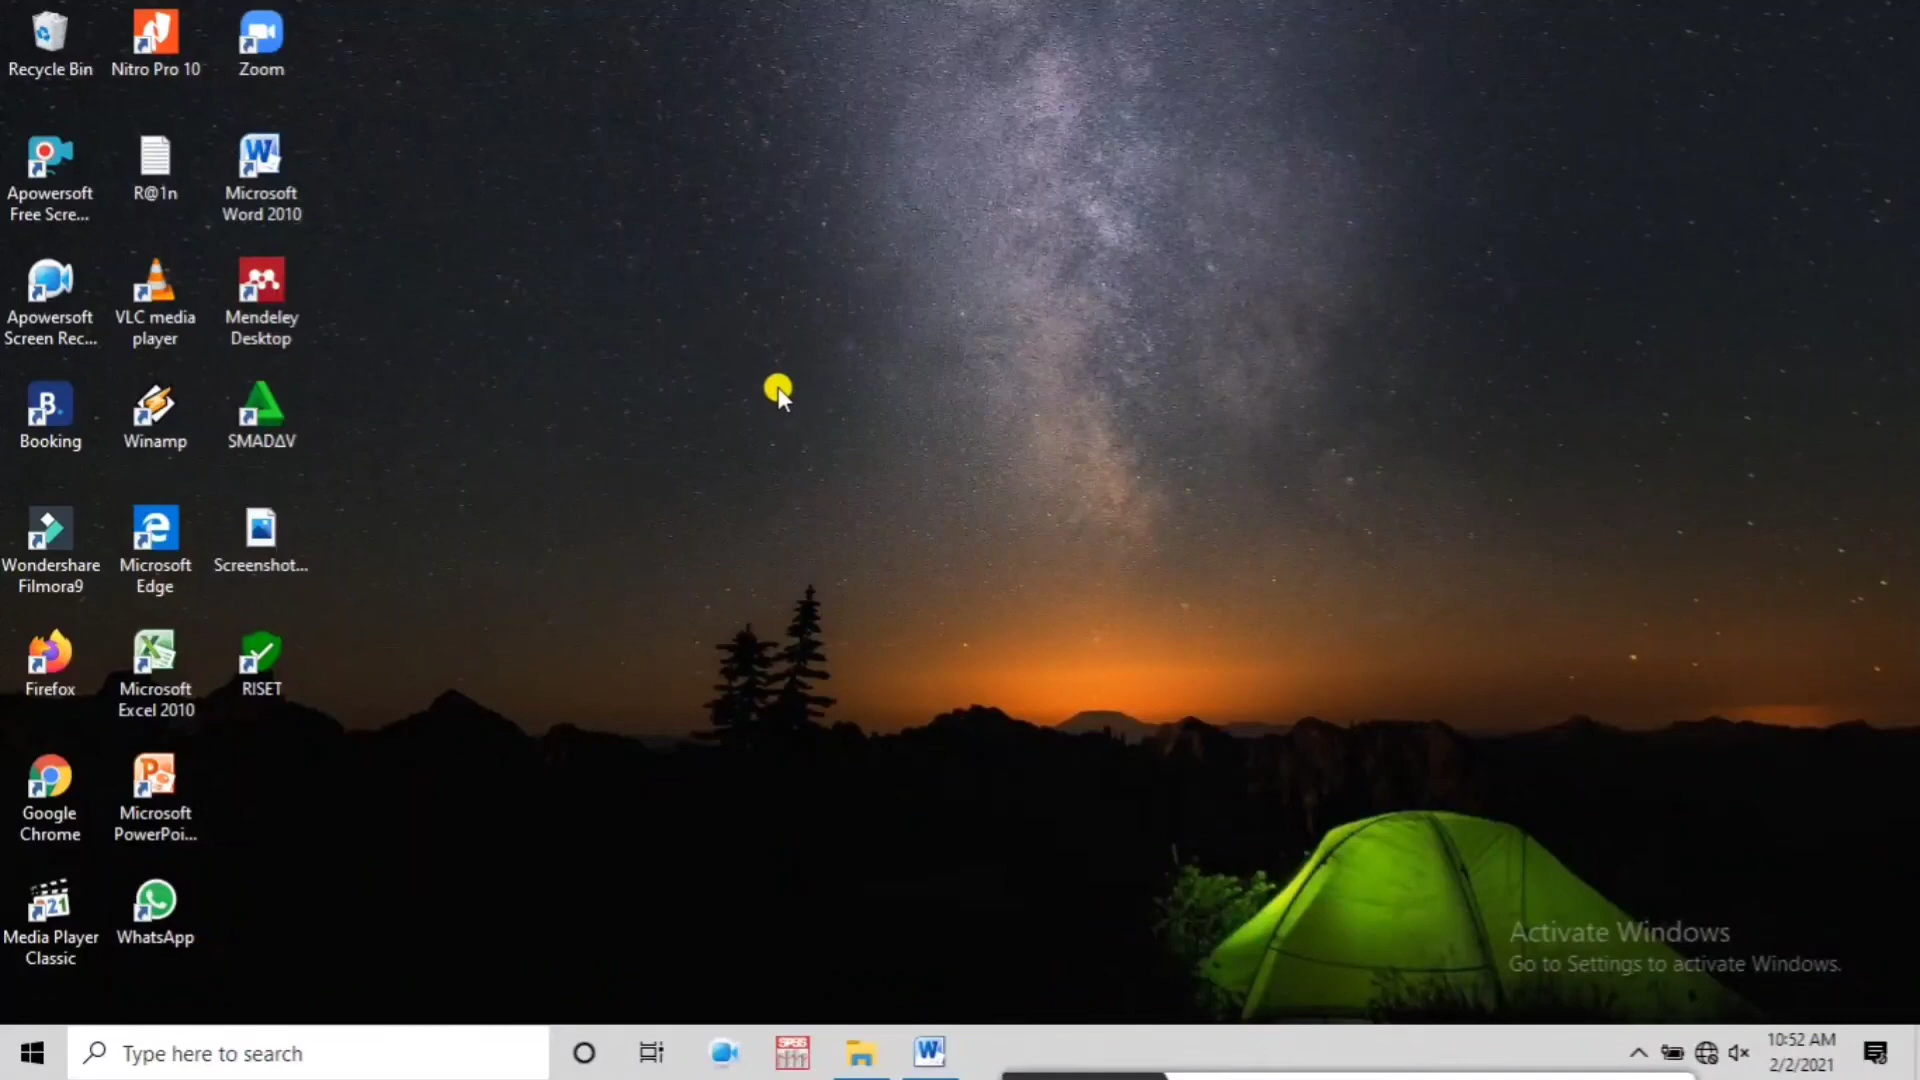 Recycle Bin
Nitro Pro 10
Zoom
Apowersoft
Free Scre...
R@1n
Microsoft
Word 2010
Apowersoft
Screen Rec...
VLC media
player
Mendeley
Desktop
B.
Booking
Winamp
SMADΔV
Wondershare
Filmora9
Microsoft
Edge
Screenshot...
Firefox
Microsoft
Excel 2010
RISET
Google
Chrome
Microsoft
PowerPoi...
321
Media Player
Classic
WhatsApp
Activate Windows
Go to Settings to activate Windows.
Type here to search
SPSS
W
10:52 AM
2/2/2021